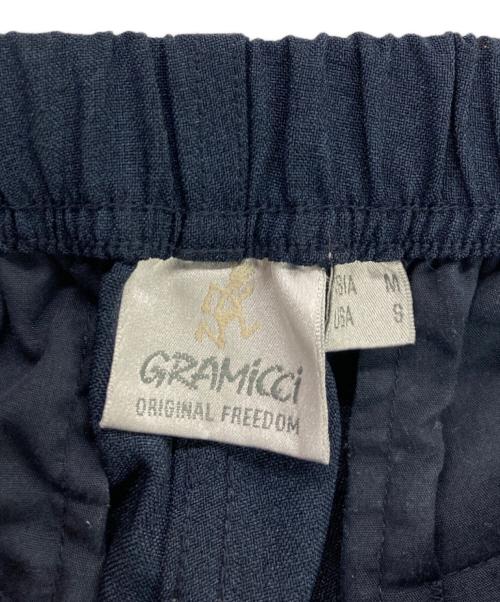 GRAMiCCi
ORIGINAL FREEDOM
SIA M
USA S